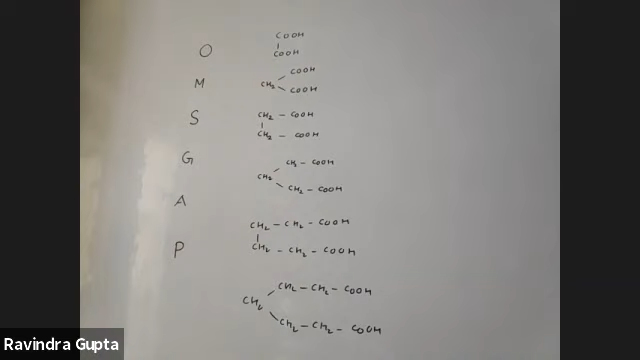 COOH
O
COOH
COOH
M CH2
COOH
S CH2 - COOH
CH2 - COOH
G CH2 - COOH
CH2
CH2 - COOH
A
CH2 - CH2 - COOH
P
CH2 - CH2 - COOH
CH2 - CH2 - COOH
CH2
CH2 - CH2 - COOH
Ravindra Gupta